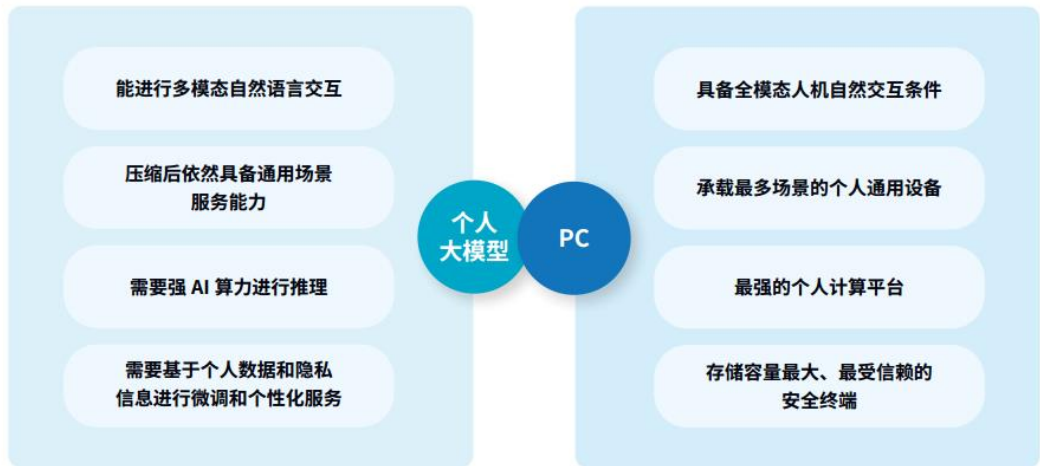 能进行多模态自然语言交互
压缩后依然具备通用场景
服务能力
需要强 AI 算力进行推理
需要基于个人数据和隐私
信息进行微调和个性化服务
个人
大模型
PC
具备全模态人机自然交互条件
承载最多场景的个人通用设备
最强的个人计算平台
存储容量最大、最受信赖的
安全终端